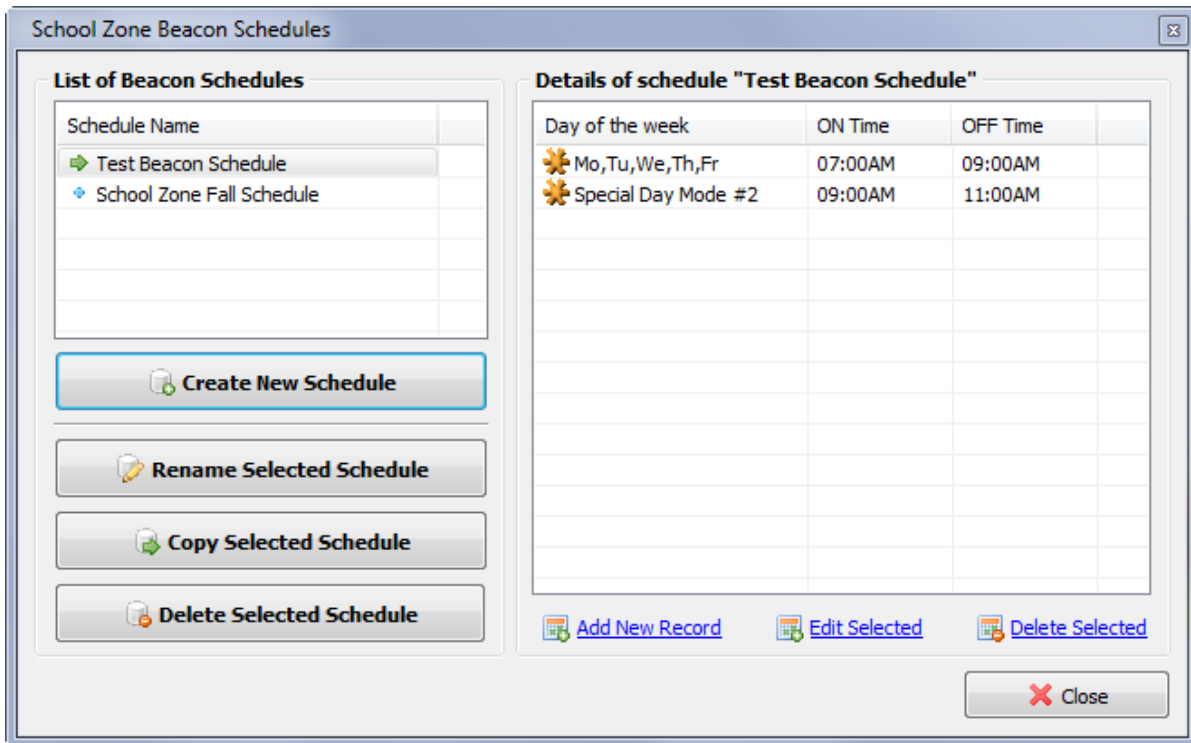 School Zone Beacon Schedules
List of Beacon Schedules
Schedule Name
Test Beacon Schedule
School Zone Fall Schedule
Create New Schedule
Rename Selected Schedule
Copy Selected Schedule
Delete Selected Schedule
Details of schedule "Test Beacon Schedule"
Day of the week ON Time OFF Time
Mo,Tu,We,Th,Fr 07:00AM 09:00AM
Special Day Mode #2 09:00AM 11:00AM
Add New Record Edit Selected Delete Selected
Close